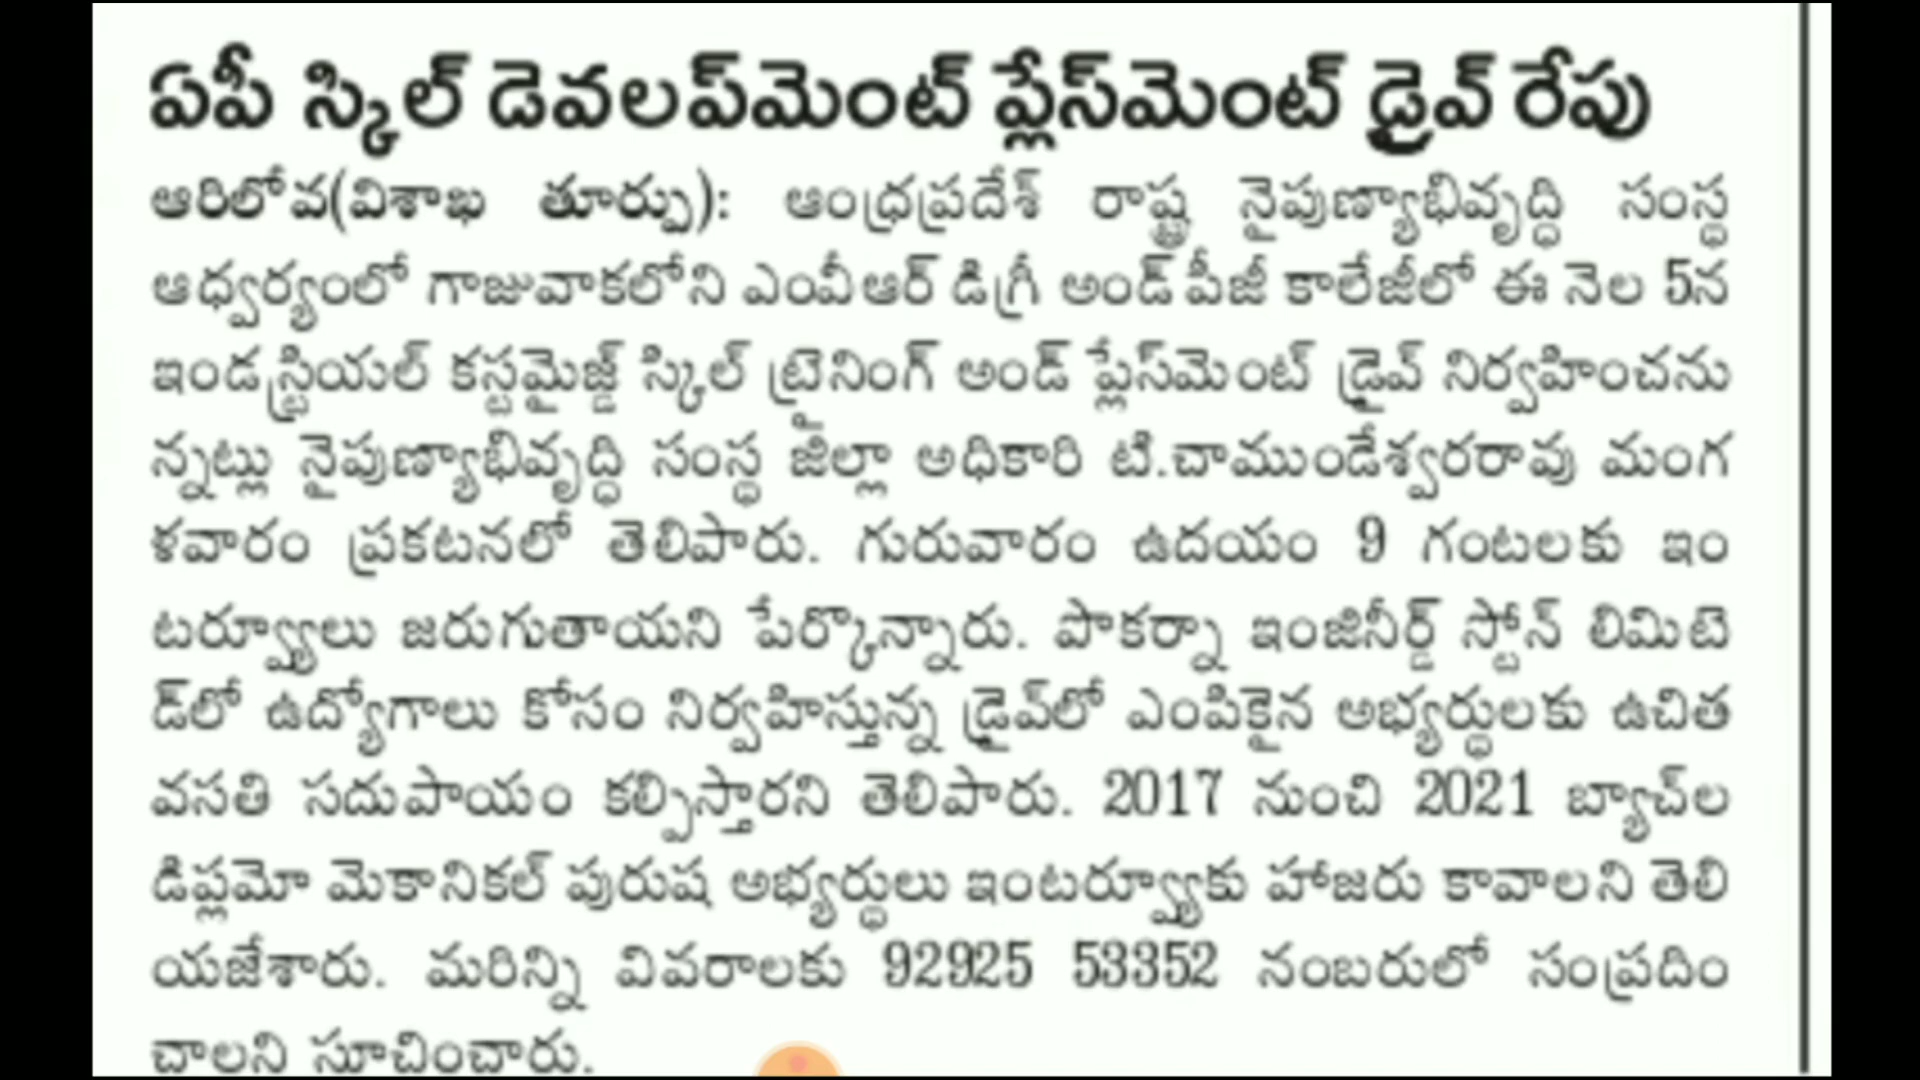 ఏపీ స్కిల్ డెవలప్‌మెంట్ ప్లేస్‌మెంట్ డ్రైవ్ రేపు
ఆరిలోవ(విశాఖ తూర్పు): ఆంధ్రప్రదేశ్ రాష్ట్ర నైపుణ్యాభివృద్ధి సంస్థ
ఆధ్వర్యంలో గాజువాకలోని ఎంవీఆర్ డిగ్రీ అండ్ పీజీ కాలేజీలో ఈ నెల 5న
ఇండస్ట్రియల్ కస్టమైజ్డ్ స్కిల్ ట్రైనింగ్ అండ్ ప్లేస్‌మెంట్ డ్రైవ్ నిర్వహించను
న్నట్లు నైపుణ్యాభివృద్ధి సంస్థ జిల్లా అధికారి టి.చాముండేశ్వరరావు మంగ
ళవారం ప్రకటనలో తెలిపారు. గురువారం ఉదయం 9 గంటలకు ఇం
టర్వ్యూలు జరుగుతాయని పేర్కొన్నారు. పొకర్నా ఇంజినీర్డ్ స్టోన్ లిమిటె
డ్‌లో ఉద్యోగాలు కోసం నిర్వహిస్తున్న డ్రైవ్‌లో ఎంపికైన అభ్యర్థులకు ఉచిత
వసతి సదుపాయం కల్పిస్తారని తెలిపారు. 2017 నుంచి 2021 బ్యాచ్‌ల
డిప్లమో మెకానికల్ పురుష అభ్యర్థులు ఇంటర్వ్యూకు హాజరు కావాలని తెలి
యజేశారు. మరిన్ని వివరాలకు 92925 53352 నంబరులో సంప్రదిం
చాలని సూచించారు.